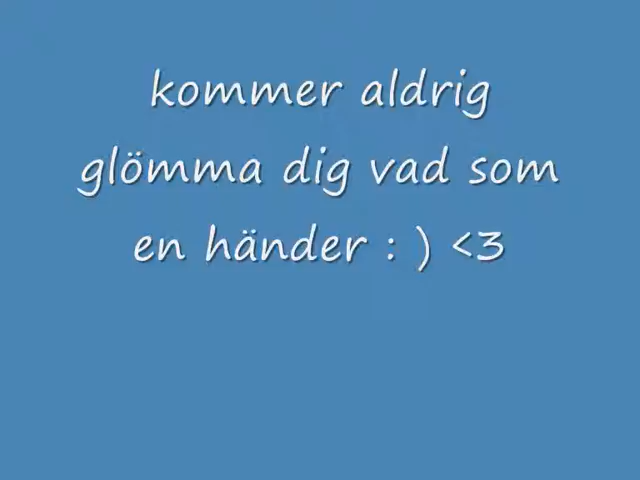 kommer aldrig
glömma dig vad som
en händer : ) <3